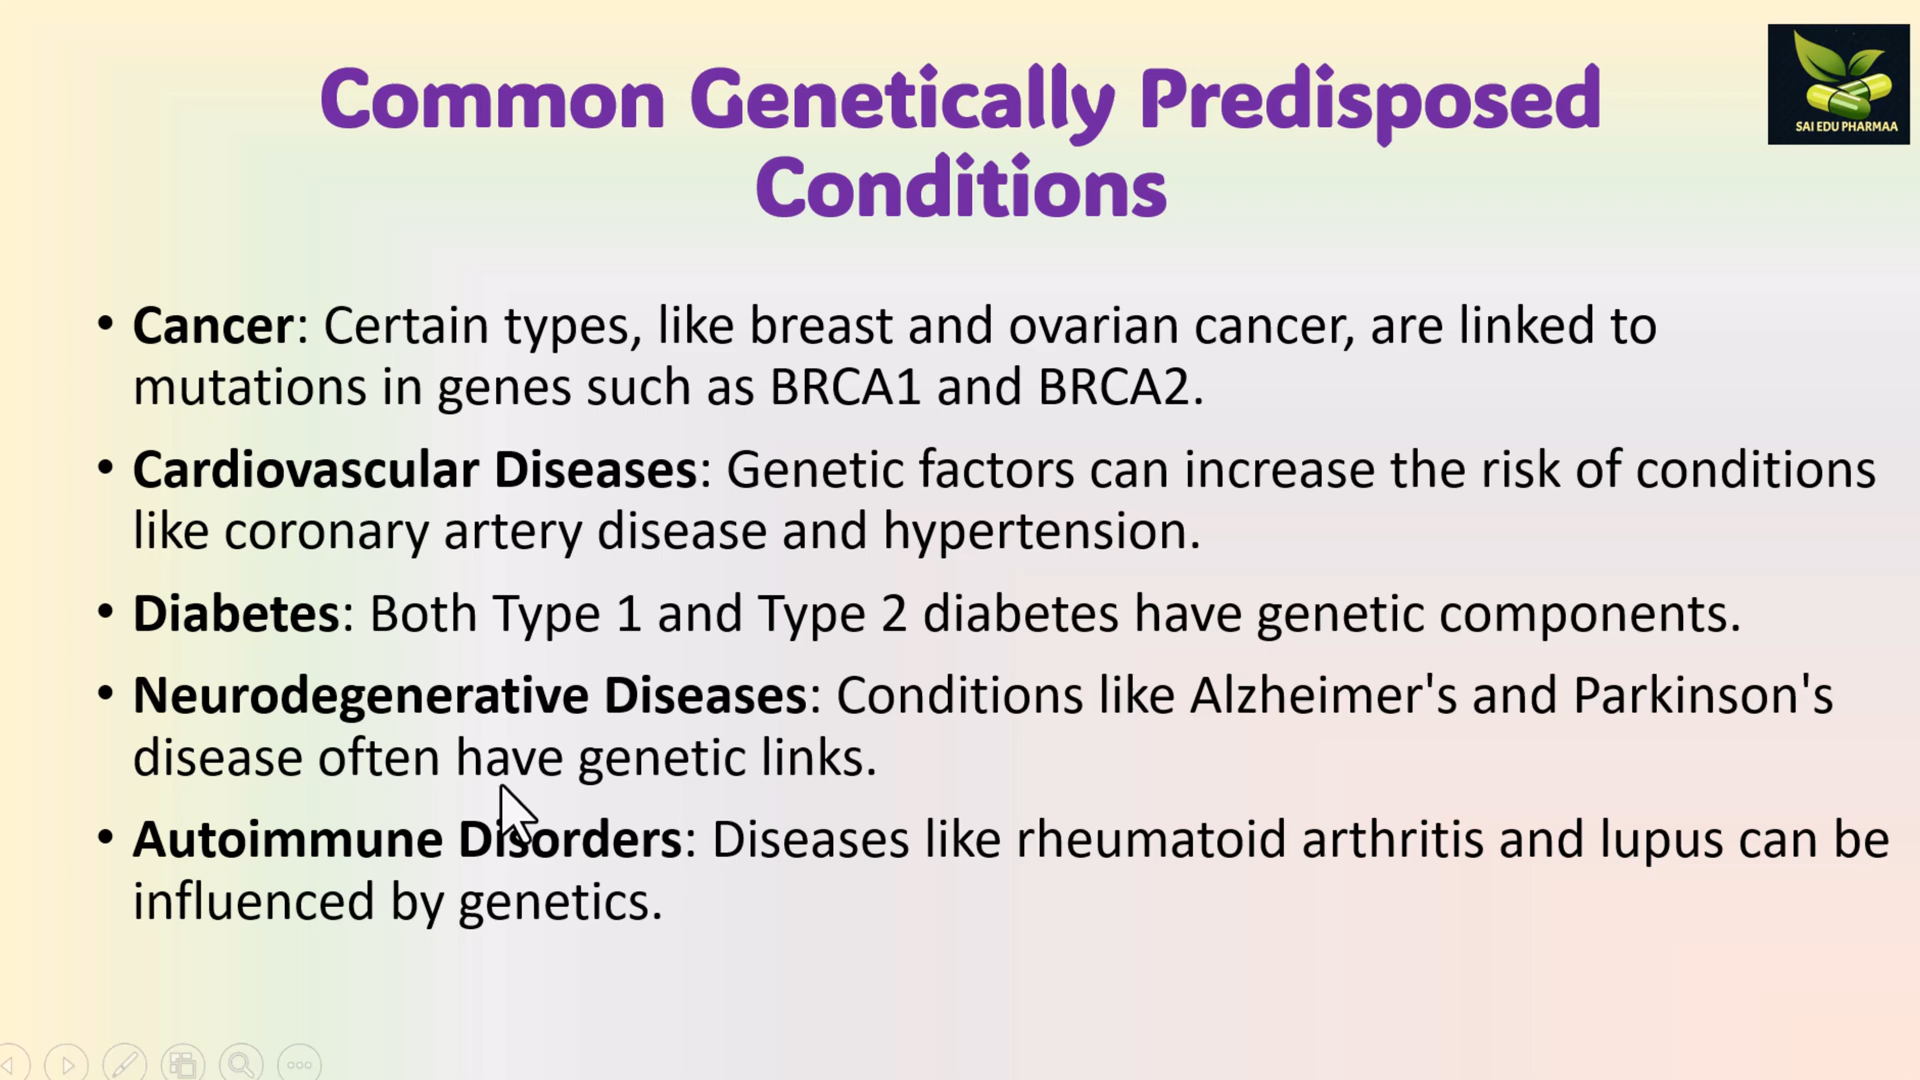 Common Genetically Predisposed
Conditions
SAI EDU PHARMAA
• Cancer: Certain types, like breast and ovarian cancer, are linked to
mutations in genes such as BRCA1 and BRCA2.
• Cardiovascular Diseases: Genetic factors can increase the risk of conditions
like coronary artery disease and hypertension.
• Diabetes: Both Type 1 and Type 2 diabetes have genetic components.
• Neurodegenerative Diseases: Conditions like Alzheimer's and Parkinson's
disease often have genetic links.
• Autoimmune Disorders: Diseases like rheumatoid arthritis and lupus can be
influenced by genetics.